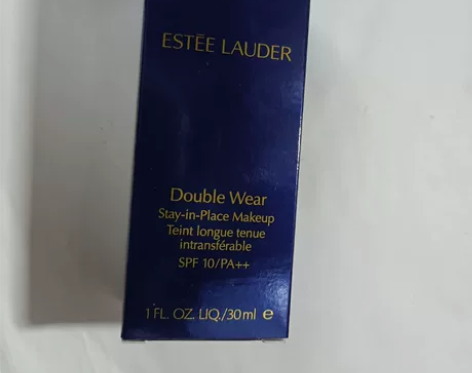 ESTĒE LAUDER
Double Wear
Stay-in-Place Makeup
Teint longue tenue
intransférable
SPF 10/PA++
1 FL. OZ. LIQ./30ml ℮